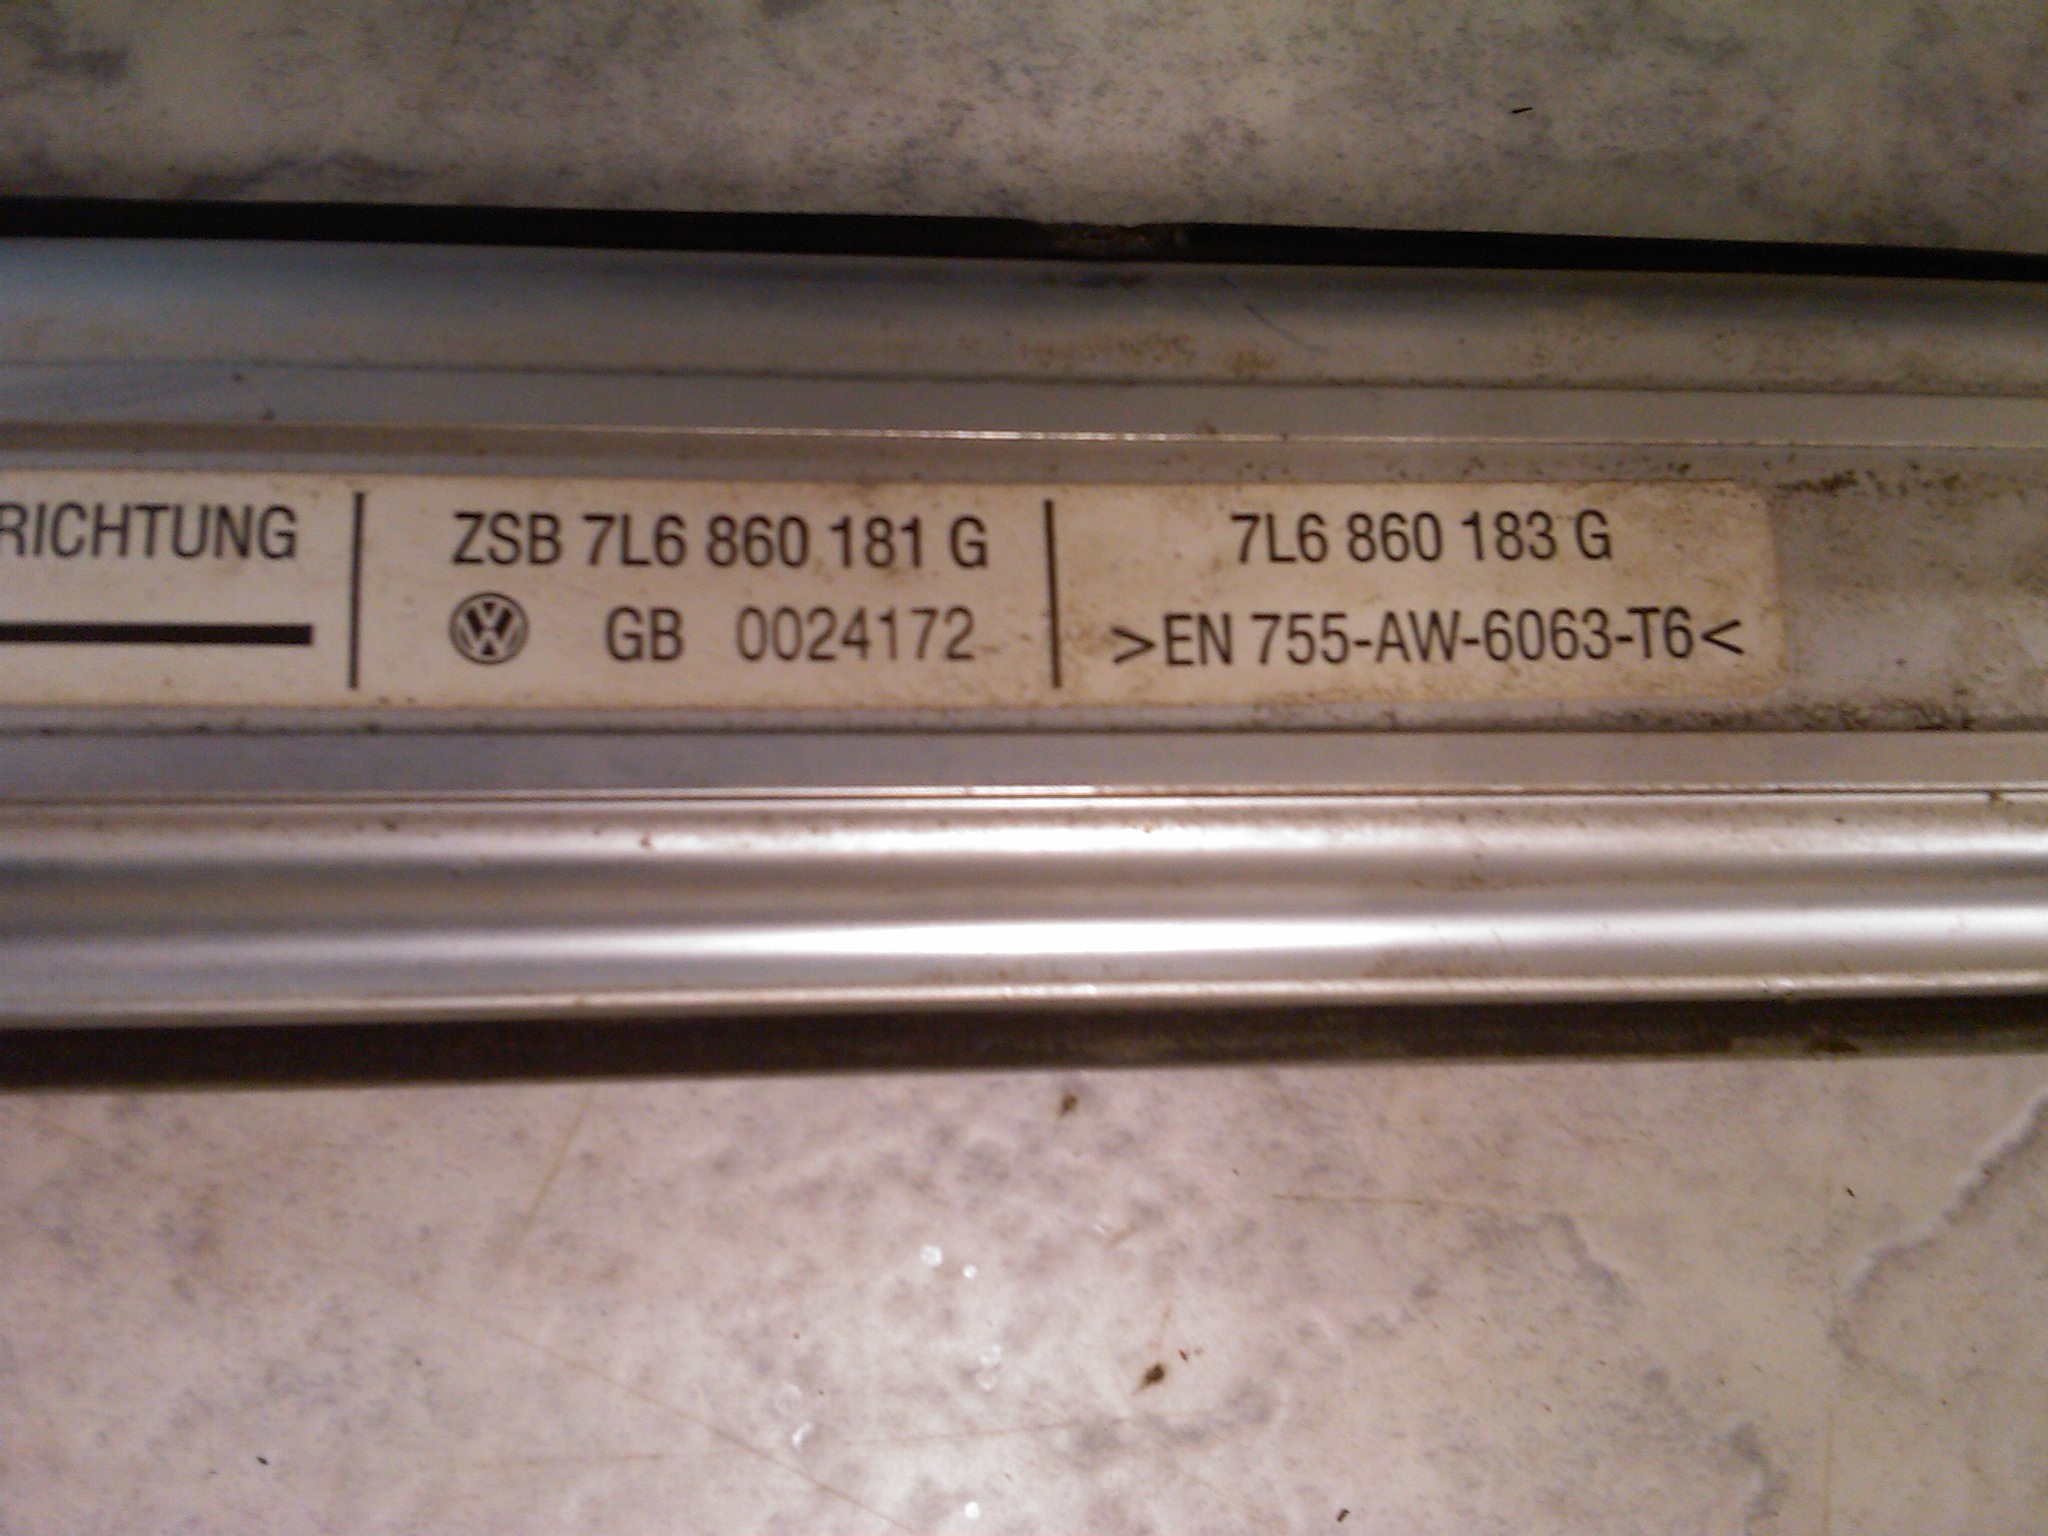 RICHTUNG
ZSB 7L6 860 181 G
GB 0024172
7L6 860 183 G
>EN 755-AW-6063-T6<